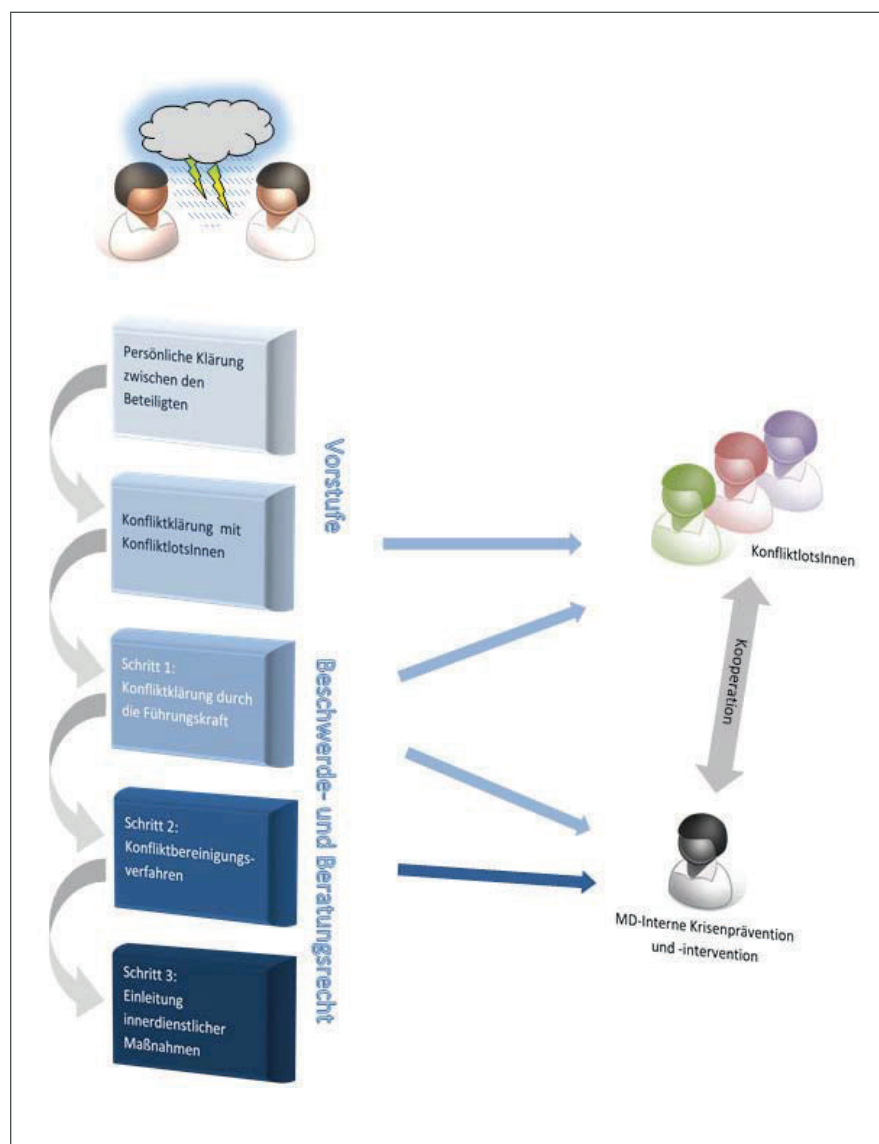 Persönliche Klärung
zwischen den
Beteiligten
Vorstufe
Konfliktklärung mit
KonfliktlotsInnen
KonfliktlotsInnen
Schritt 1:
Konfliktklärung durch
die Führungskraft
Beschwerde- und Beratungsrecht
Kooperation
Schritt 2:
Konfliktbereinigungs-
verfahren
MD-Interne Krisenprävention
und -intervention
Schritt 3:
Einleitung
innerdienstlicher
Maßnahmen